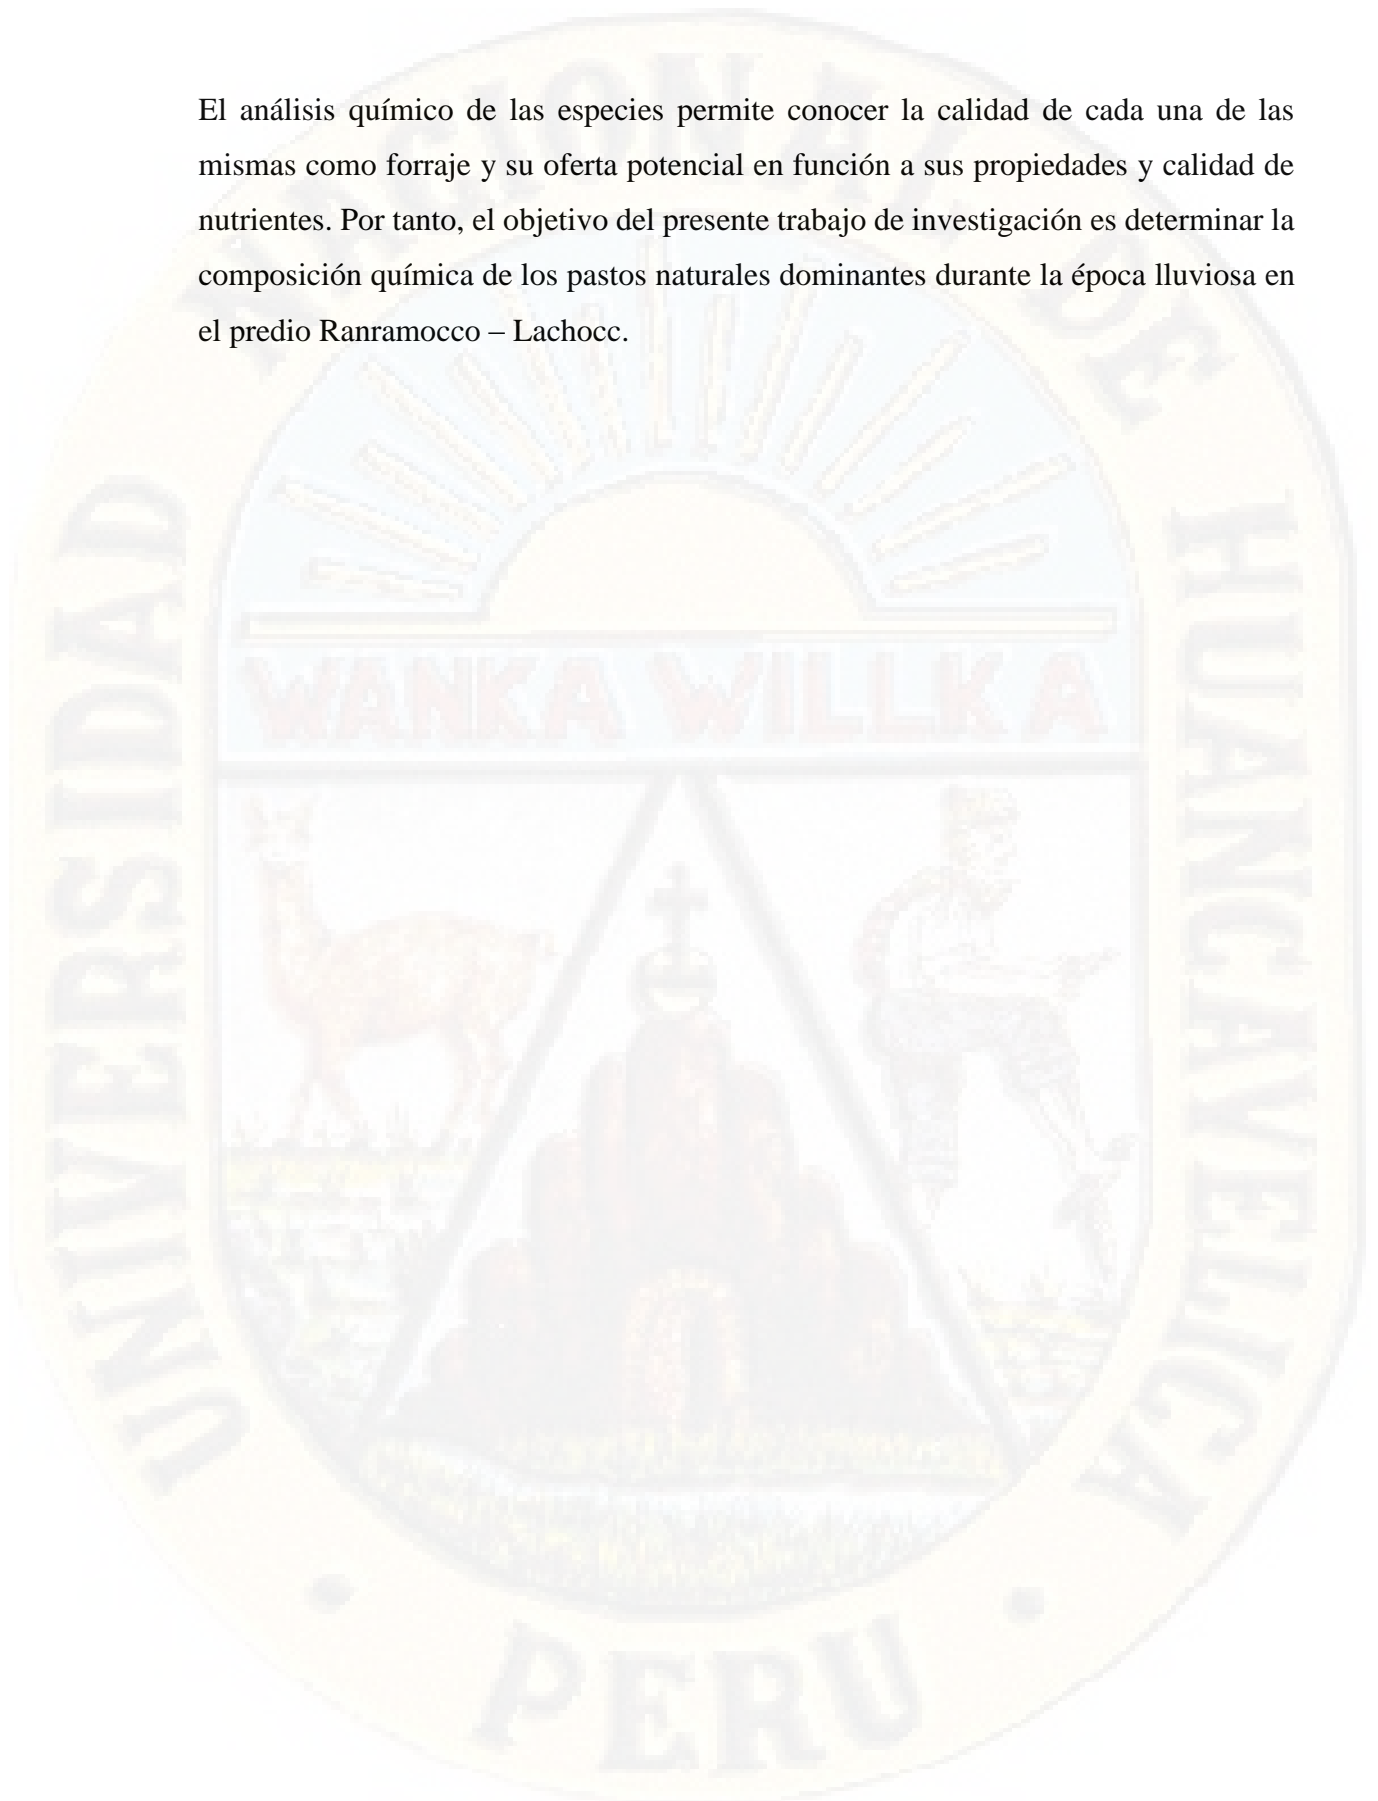 El análisis químico de las especies permite conocer la calidad de cada una de las
mismas como forraje y su oferta potencial en función a sus propiedades y calidad de
nutrientes. Por tanto, el objetivo del presente trabajo de investigación es determinar la
composición química de los pastos naturales dominantes durante la época lluviosa en
el predio Ranramocco – Lachocc.
UNIVERSIDAD NACIONAL DE HUANCAVELICA
WANKA WILLKA
PERU